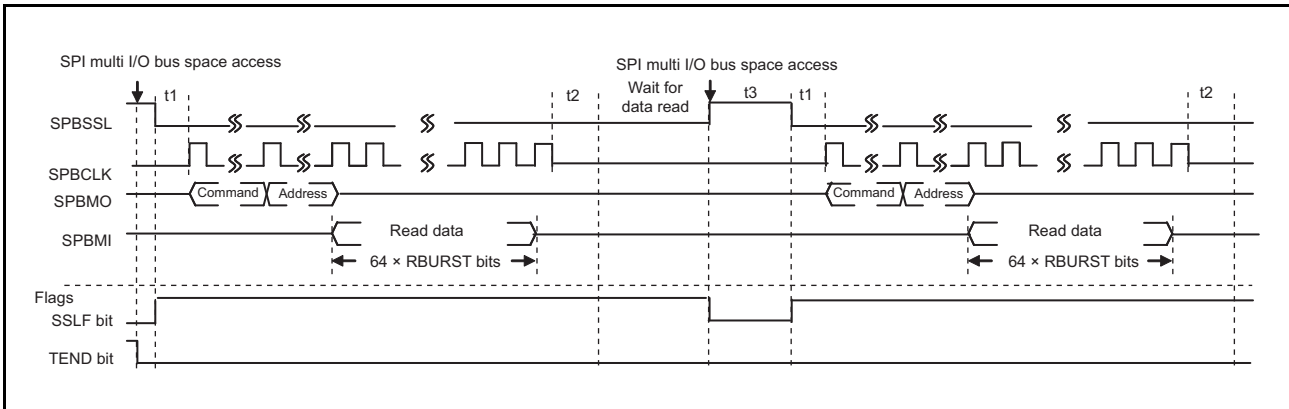 SPI multi I/O bus space access
SPI multi I/O bus space access
t1
t2
Wait for
data read
t3
t1
t2
SPBSSL
SPBCLK
SPBMO
Command
Address
Command
Address
SPBMI
Read data
Read data
64 × RBURST bits
64 × RBURST bits
Flags
SSLF bit
TEND bit